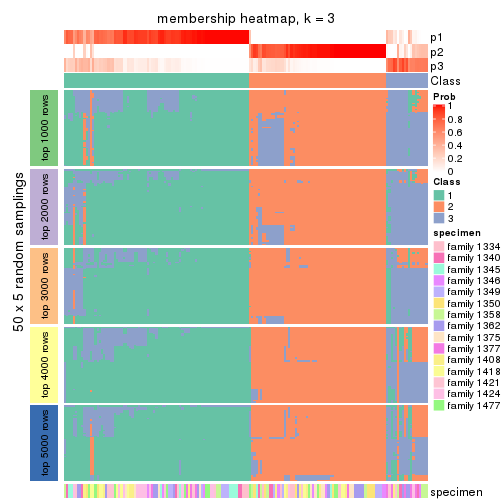 membership heatmap, k = 3
p1
p2
p3
Class
50 x 5 random samplings
top 1000 rows
top 2000 rows
top 3000 rows
top 4000 rows
top 5000 rows
specimen
Prob
1
0.8
0.6
0.4
0.2
0
Class
1
2
3
specimen
family 1334
family 1340
family 1345
family 1346
family 1349
family 1350
family 1358
family 1362
family 1375
family 1377
family 1408
family 1418
family 1421
family 1424
family 1477